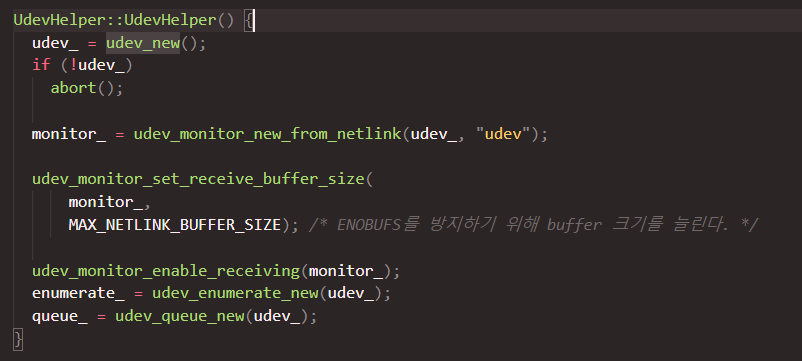 UdevHelper::UdevHelper() {
udev_ = udev_new();
if (!udev_)
abort();
monitor_ = udev_monitor_new_from_netlink(udev_, "udev");
udev_monitor_set_receive_buffer_size(
monitor_,
MAX_NETLINK_BUFFER_SIZE); /* ENOBUFS를 방지하기 위해 buffer 크기를 늘린다. */
udev_monitor_enable_receiving(monitor_);
enumerate_ = udev_enumerate_new(udev_);
queue_ = udev_queue_new(udev_);
}